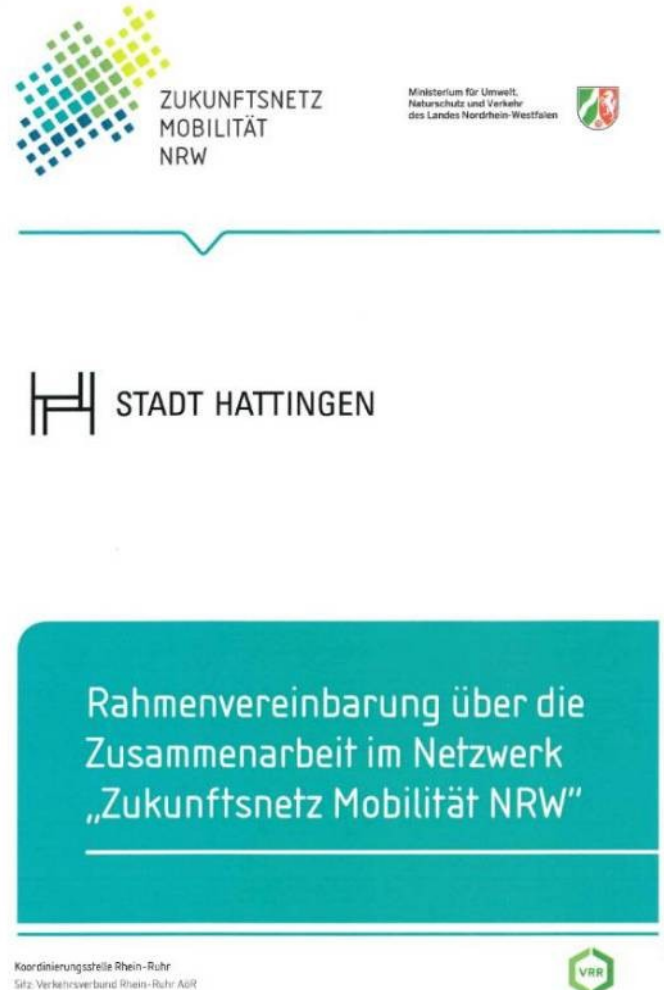 ZUKUNFTSNETZ
MOBILITÄT
NRW
Ministerium für Umwelt,
Naturschutz und Verkehr
des Landes Nordrhein-Westfalen
STADT HATTINGEN
Rahmenvereinbarung über die
Zusammenarbeit im Netzwerk
„Zukunftsnetz Mobilität NRW“
Koordinierungsstelle Rhein-Ruhr
Sitz: Verkehrsverbund Rhein-Ruhr AöR
VRR